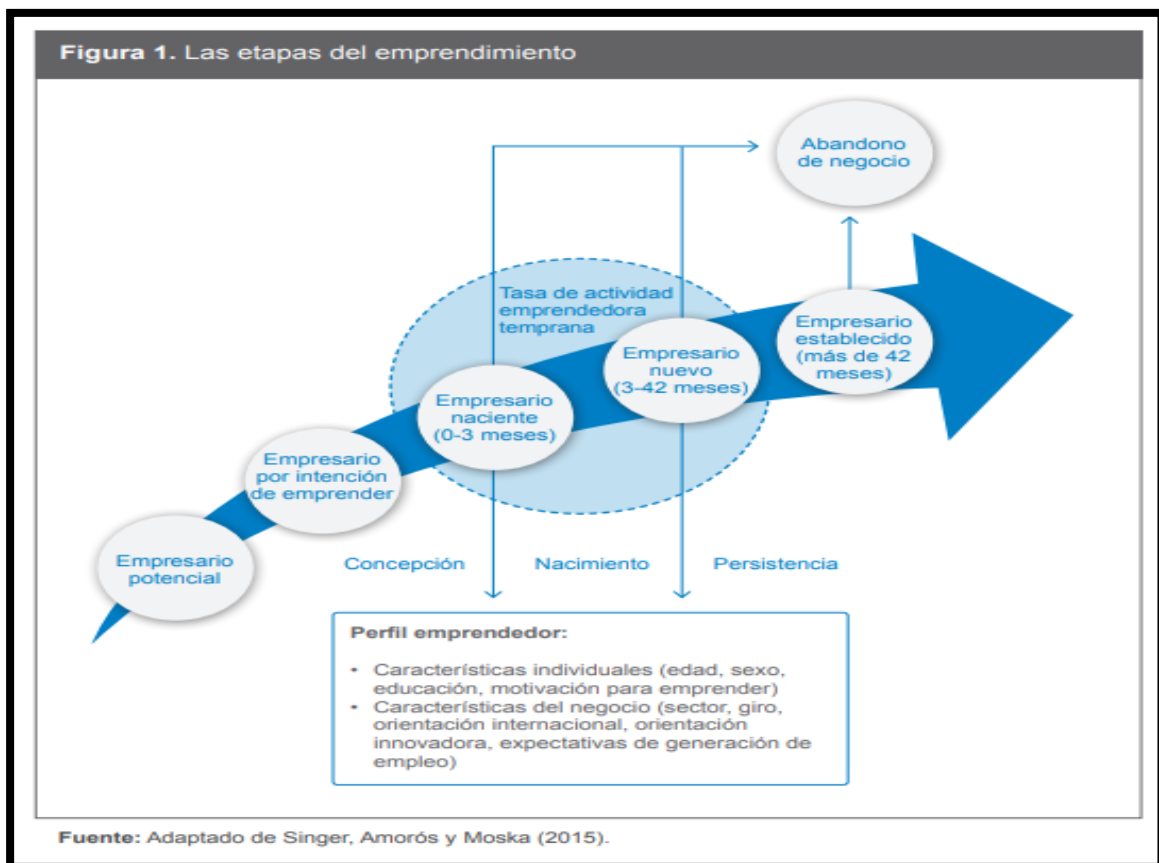 Figura 1. Las etapas del emprendimiento
Abandono
de negocio
Tasa de actividad
emprendedora
temprana
Empresario
establecido
(más de 42
meses)
Empresario
nuevo
(3-42 meses)
Empresario
naciente
(0-3 meses)
Empresario
por intención
de emprender
Empresario
potencial
Concepción
Nacimiento
Persistencia
Perfil emprendedor:
• Características individuales (edad, sexo,
educación, motivación para emprender)
• Características del negocio (sector, giro,
orientación internacional, orientación
innovadora, expectativas de generación de
empleo)
Fuente: Adaptado de Singer, Amorós y Moska (2015).